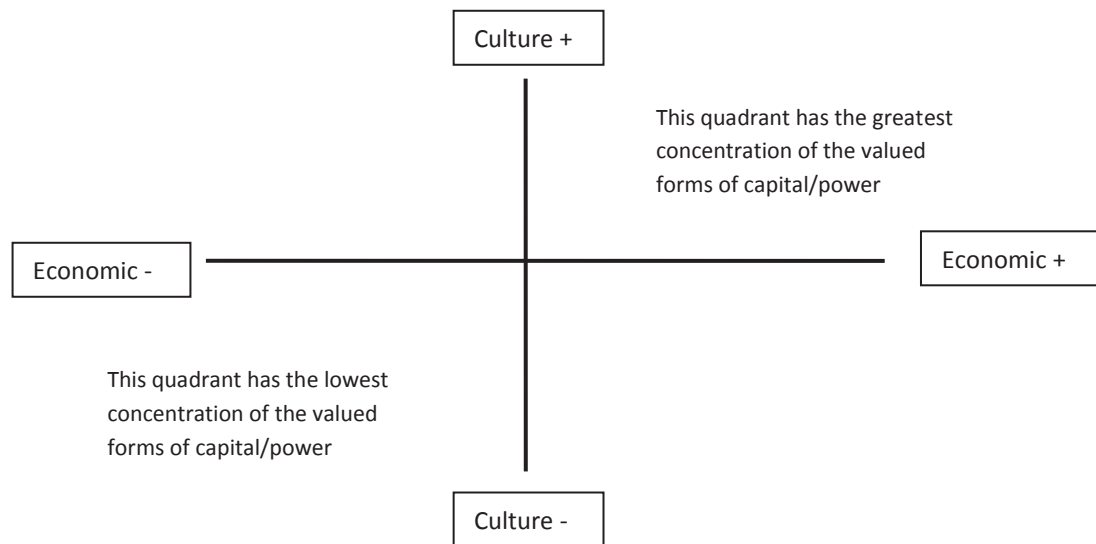 Culture +
This quadrant has the greatest
concentration of the valued
forms of capital/power
Economic -
Economic +
This quadrant has the lowest
concentration of the valued
forms of capital/power
Culture -